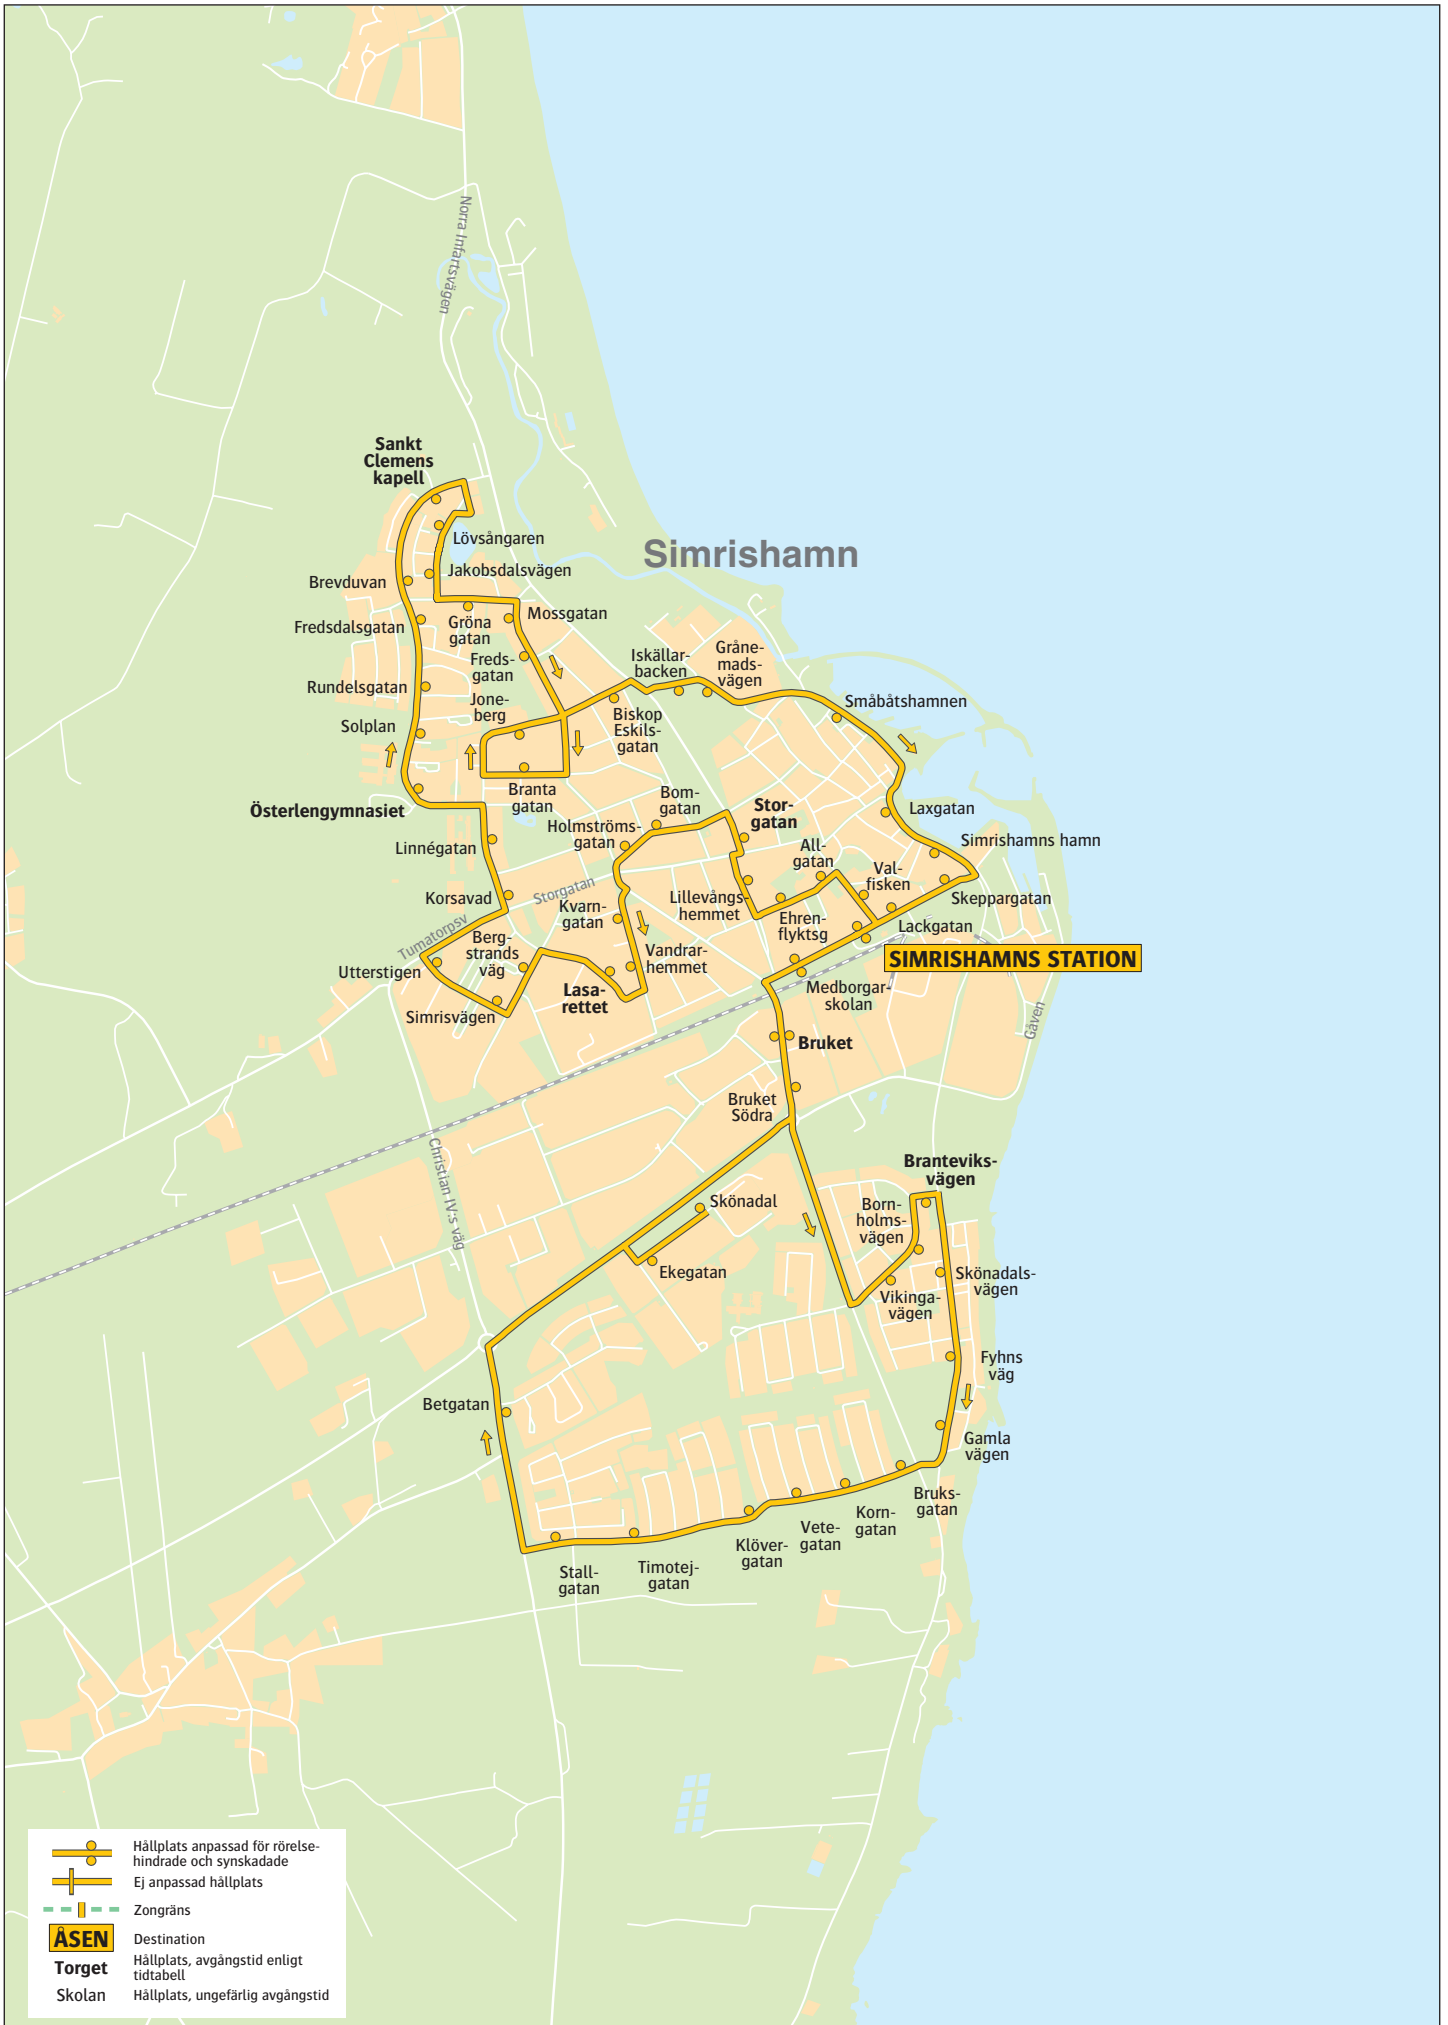 Norra Infartsvägen
Sankt
Clemens
kapell
Lövsångaren
Simrishamn
Jakobsdalsvägen
Brevduvan
Mossgatan
Fredsdalsgatan
Gröna
gatan
Iskällar-
backen
Gråne-
mads-
vägen
Freds-
gatan
Rundelsgatan
Jone-
berg
Småbåtshamnen
Solplan
Biskop
Eskils-
gatan
Branta
gatan
Bom-
gatan
Österlengymnasiet
Stor-
gatan
Laxgatan
Holmströms-
gatan
Linnégatan
All-
gatan
Simrishamns hamn
Val-
fisken
Storgatan
Korsavad
Lillevångs-
hemmet
Skeppargatan
Kvarn-
gatan
Ehren-
flyktsg
Lackgatan
Tumatorpsv
Berg-
strands
väg
Vandrar-
hemmet
SIMRISHAMNS STATION
Utterstigen
Lasa-
rettet
Medborgar-
skolan
Simrisvägen
Gåven
Bruket
Bruket
Södra
Christian IV:s väg
Branteviks-
vägen
Skönadal
Born-
holms-
vägen
Ekegatan
Skönadals-
vägen
Vikinga-
vägen
Fyhns
väg
Betgatan
Gamla
vägen
Bruks-
gatan
Korn-
gatan
Vete-
gatan
Klöver-
gatan
Timotej-
gatan
Stall-
gatan
Hållplats anpassad för rörelse-
hindrade och synskadade
Ej anpassad hållplats
Zongräns
ÅSEN Destination
Torget Hållplats, avgångstid enligt
tidtabell
Skolan Hållplats, ungefärlig avgångstid